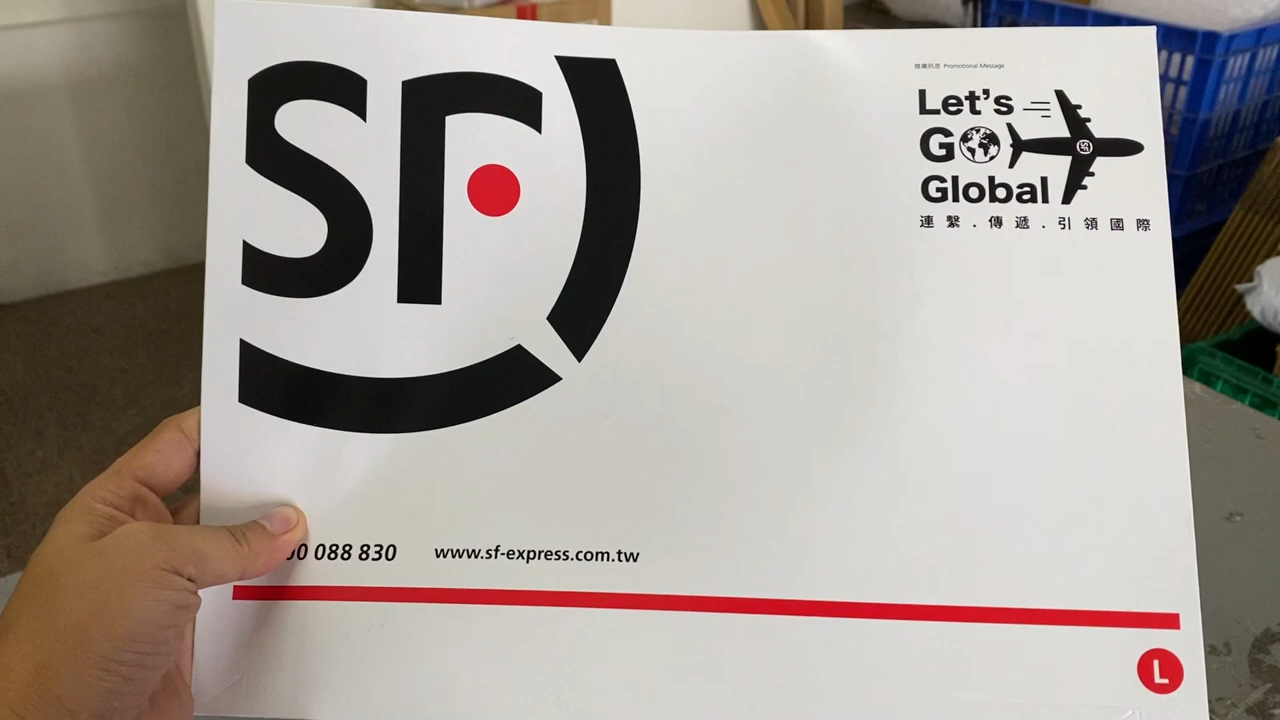 SF
推廣訊息 Promotional Message
Let's
GO
Global
SF
連繫.傳遞.引領國際
00 088 830 www.sf-express.com.tw
L